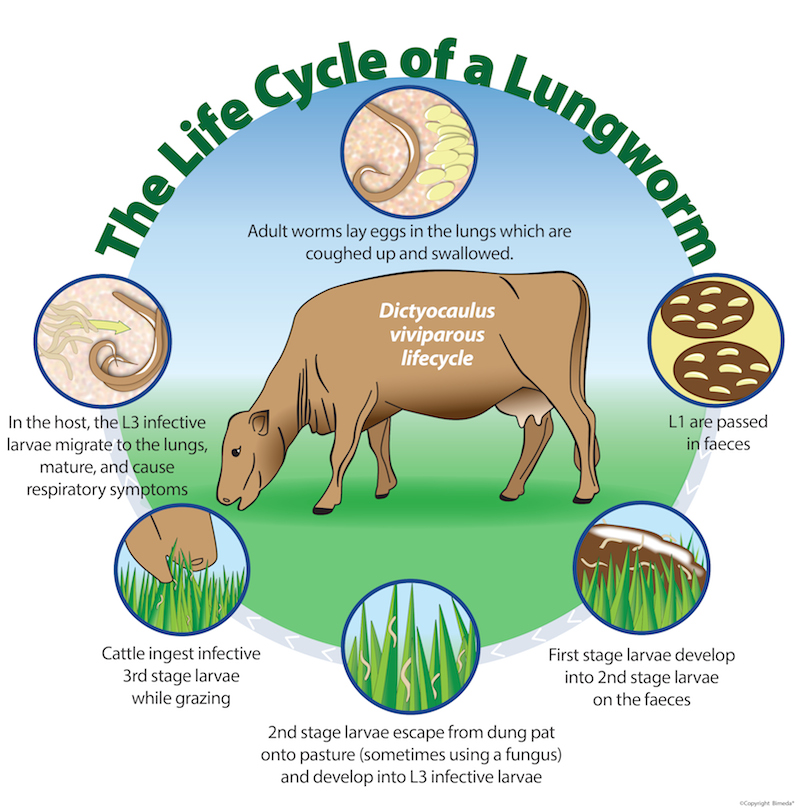 The Life Cycle of a Lungworm
Adult worms lay eggs in the lungs which are
coughed up and swallowed.
Dictyocaulus
viviparous
lifecycle
L1 are passed
in faeces
First stage larvae develop
into 2nd stage larvae
on the faeces
2nd stage larvae escape from dung pat
onto pasture (sometimes using a fungus)
and develop into L3 infective larvae
Cattle ingest infective
3rd stage larvae
while grazing
In the host, the L3 infective
larvae migrate to the lungs,
mature, and cause
respiratory symptoms
©Copyright. Bimeda®